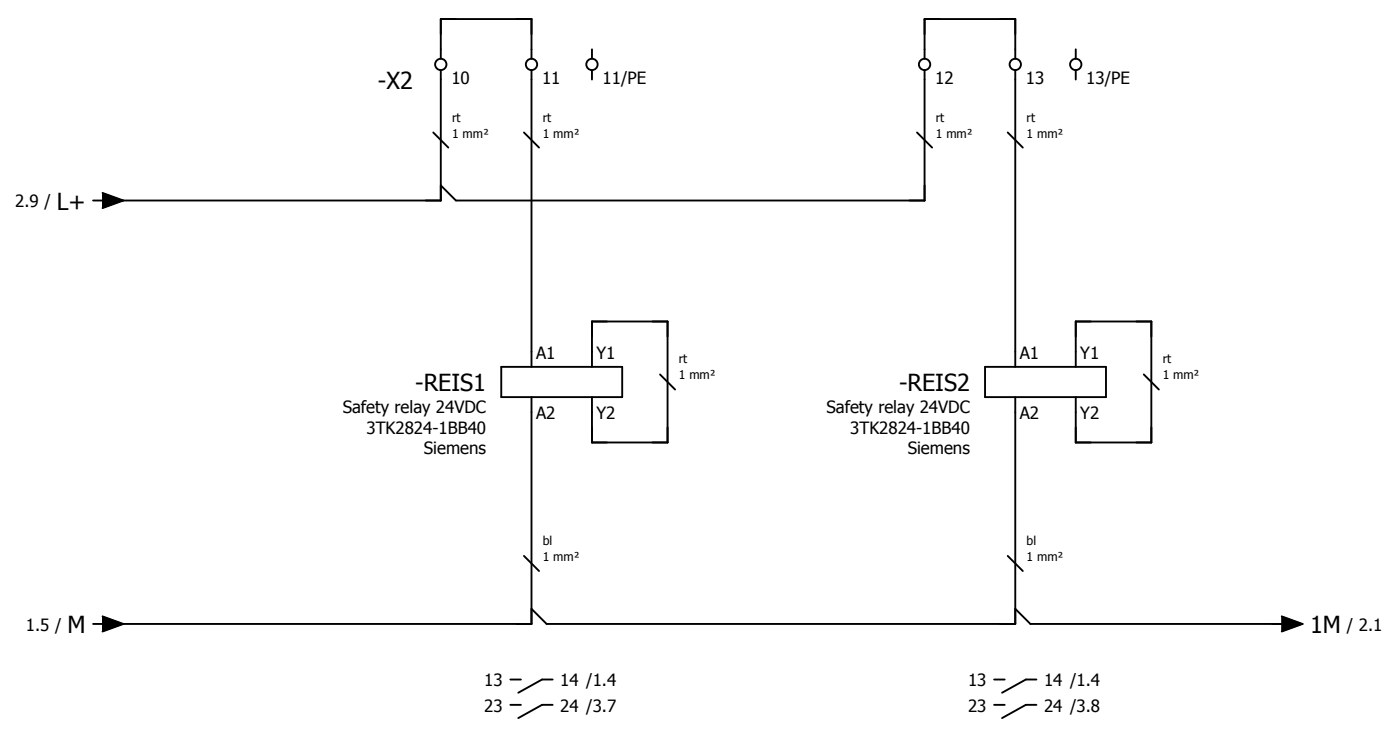 -X2
10
11
11/PE
12
13
13/PE
rt
1 mm²
rt
1 mm²
rt
1 mm²
rt
1 mm²
2.9 / L+
A1
Y1
-REIS1
Safety relay 24VDC
3TK2824-1BB40
Siemens
A2
Y2
rt
1 mm²
A1
Y1
-REIS2
Safety relay 24VDC
3TK2824-1BB40
Siemens
A2
Y2
rt
1 mm²
bl
1 mm²
bl
1 mm²
1.5 / M
1M / 2.1
13 14 /1.4
23 24 /3.7
13 14 /1.4
23 24 /3.8